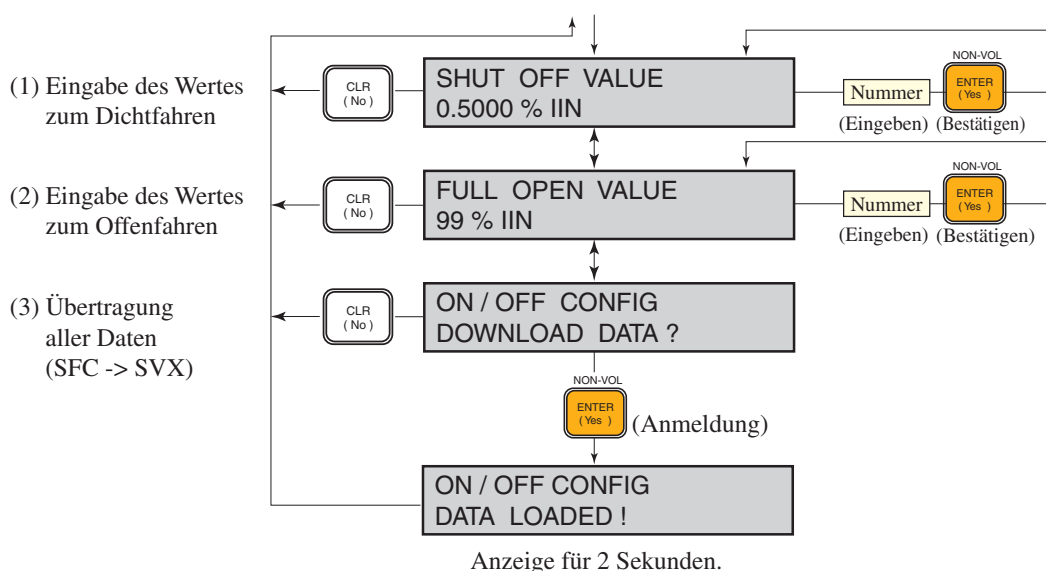 (1) Eingabe des Wertes
zum Dichtfahren
CLR
( No )
SHUT OFF VALUE
0.5000 % IIN
Nummer
(Eingeben)
NON-VOL
ENTER
(Yes )
(Bestätigen)
(2) Eingabe des Wertes
zum Offenfahren
CLR
( No )
FULL OPEN VALUE
99 % IIN
Nummer
(Eingeben)
NON-VOL
ENTER
(Yes )
(Bestätigen)
(3) Übertragung
aller Daten
(SFC -> SVX)
CLR
( No )
ON / OFF CONFIG
DOWNLOAD DATA ?
NON-VOL
ENTER
(Yes )
(Anmeldung)
ON / OFF CONFIG
DATA LOADED !
Anzeige für 2 Sekunden.